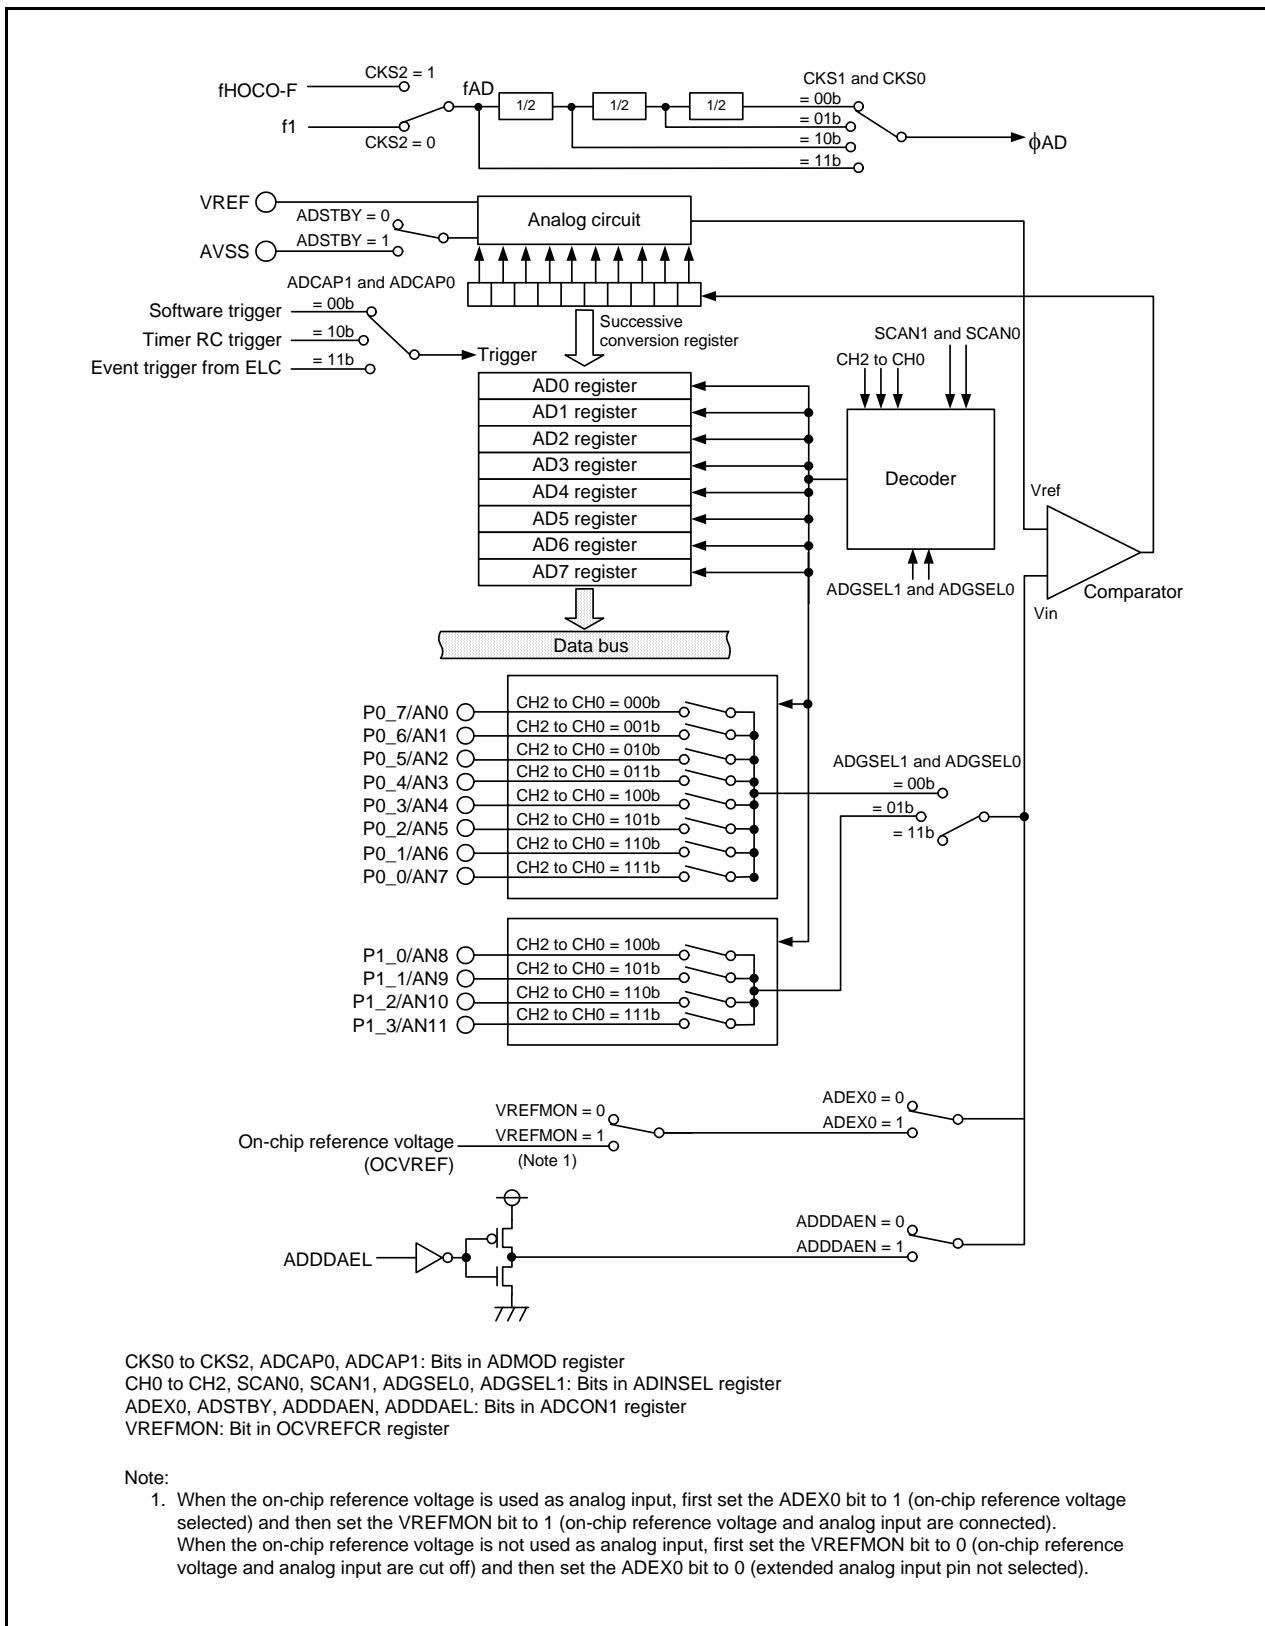 CKS2 = 1
fHOCO-F
fAD
f1
CKS2 = 0
1/2
1/2
1/2
CKS1 and CKS0
= 00b
= 01b
= 10b
= 11b
ϕAD
VREF
ADSTBY = 0
AVSS
ADSTBY = 1
Analog circuit
ADCAP1 and ADCAP0
Software trigger
= 00b
Timer RC trigger
= 10b
Event trigger from ELC
= 11b
Trigger
Successive
conversion register
SCAN1 and SCAN0
CH2 to CH0
AD0 register
AD1 register
AD2 register
AD3 register
AD4 register
AD5 register
AD6 register
AD7 register
Decoder
ADGSEL1 and ADGSEL0
Vref
Vin
Comparator
Data bus
P0_7/AN0
CH2 to CH0 = 000b
P0_6/AN1
CH2 to CH0 = 001b
P0_5/AN2
CH2 to CH0 = 010b
P0_4/AN3
CH2 to CH0 = 011b
P0_3/AN4
CH2 to CH0 = 100b
P0_2/AN5
CH2 to CH0 = 101b
P0_1/AN6
CH2 to CH0 = 110b
P0_0/AN7
CH2 to CH0 = 111b
ADGSEL1 and ADGSEL0
= 00b
= 01b
= 11b
P1_0/AN8
CH2 to CH0 = 100b
P1_1/AN9
CH2 to CH0 = 101b
P1_2/AN10
CH2 to CH0 = 110b
P1_3/AN11
CH2 to CH0 = 111b
On-chip reference voltage
(OCVREF)
VREFMON = 0
VREFMON = 1
(Note 1)
ADEX0 = 0
ADEX0 = 1
ADDDAEL
ADDDAEN = 0
ADDDAEN = 1
CKS0 to CKS2, ADCAP0, ADCAP1: Bits in ADMOD register
CH0 to CH2, SCAN0, SCAN1, ADGSEL0, ADGSEL1: Bits in ADINSEL register
ADEX0, ADSTBY, ADDDAEN, ADDDAEL: Bits in ADCON1 register
VREFMON: Bit in OCVREFCR register
Note:
1. When the on-chip reference voltage is used as analog input, first set the ADEX0 bit to 1 (on-chip reference voltage
selected) and then set the VREFMON bit to 1 (on-chip reference voltage and analog input are connected).
When the on-chip reference voltage is not used as analog input, first set the VREFMON bit to 0 (on-chip reference
voltage and analog input are cut off) and then set the ADEX0 bit to 0 (extended analog input pin not selected).